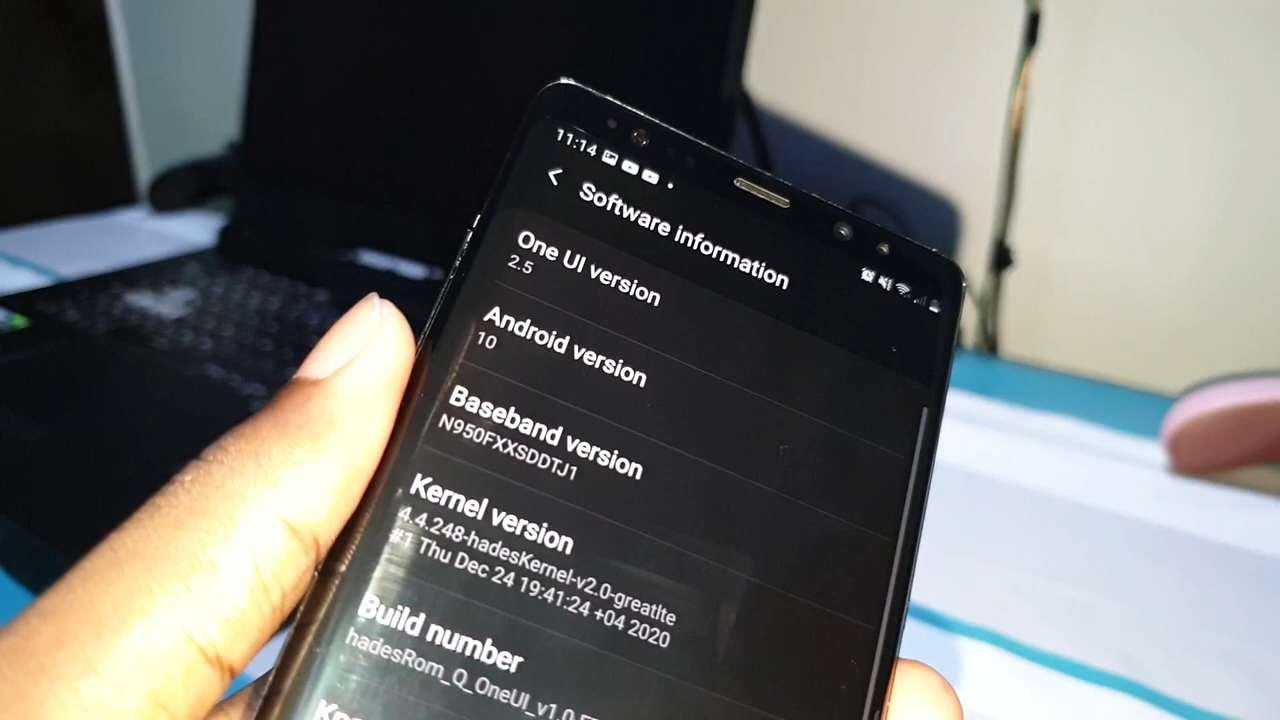 11:14
Software information
One UI version
2.5
Android version
10
Baseband version
N950FXXSDDTJ1
Kernel version
4.4.248-hadesKernel-v2.0-greatlte
#1 Thu Dec 24 19:41:24 +04 2020
Build number
hadesRom_Q_OneUI_v1.0